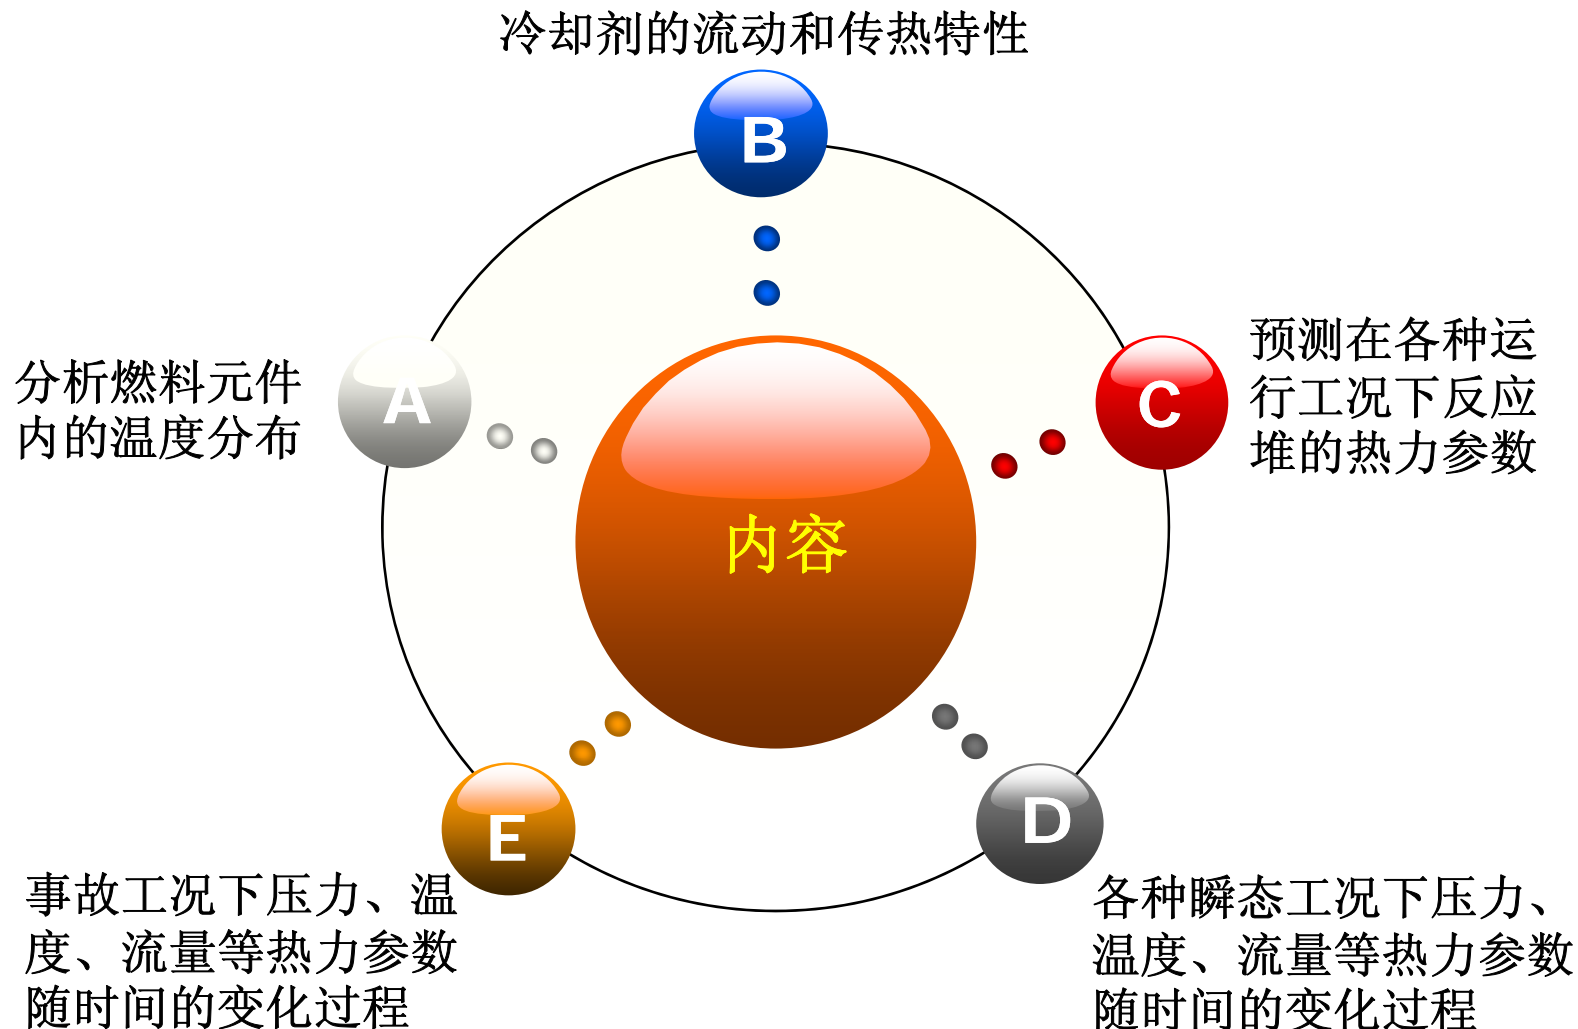 冷却剂的流动和传热特性
B
A
分析燃料元件
内的温度分布
C
预测在各种运
行工况下反应
堆的热力参数
内容
E
事故工况下压力、温
度、流量等热力参数
随时间的变化过程
D
各种瞬态工况下压力、
温度、流量等热力参数
随时间的变化过程